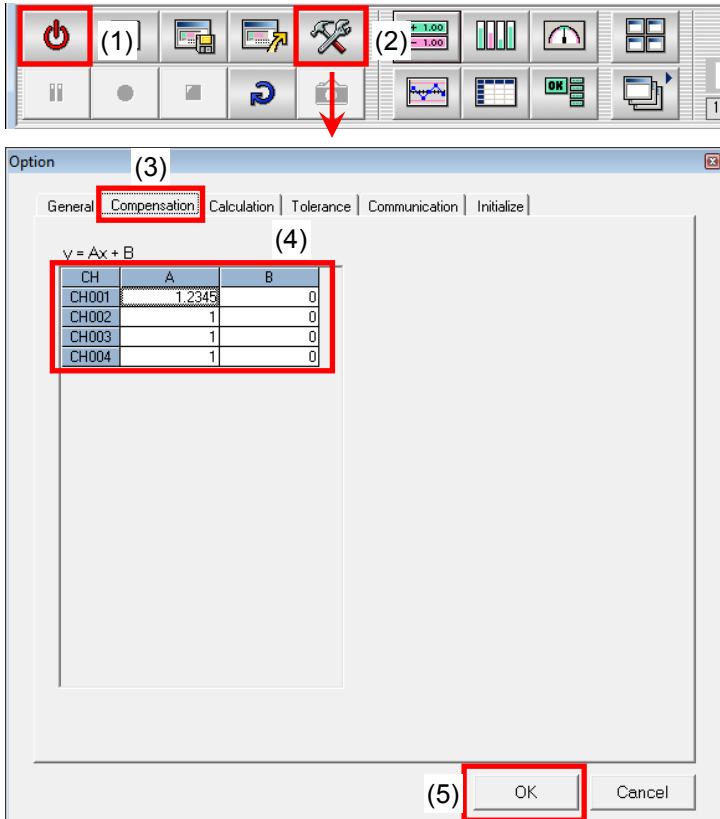 (1)
(2)
+ 1.00
- 1.00
OK
1
Option
(3)
General Compensation Calculation Tolerance Communication Initialize
(4)
y = Ax + B
CH A B
CH001 1.2345 0
CH002 1 0
CH003 1 0
CH004 1 0
(5) OK Cancel